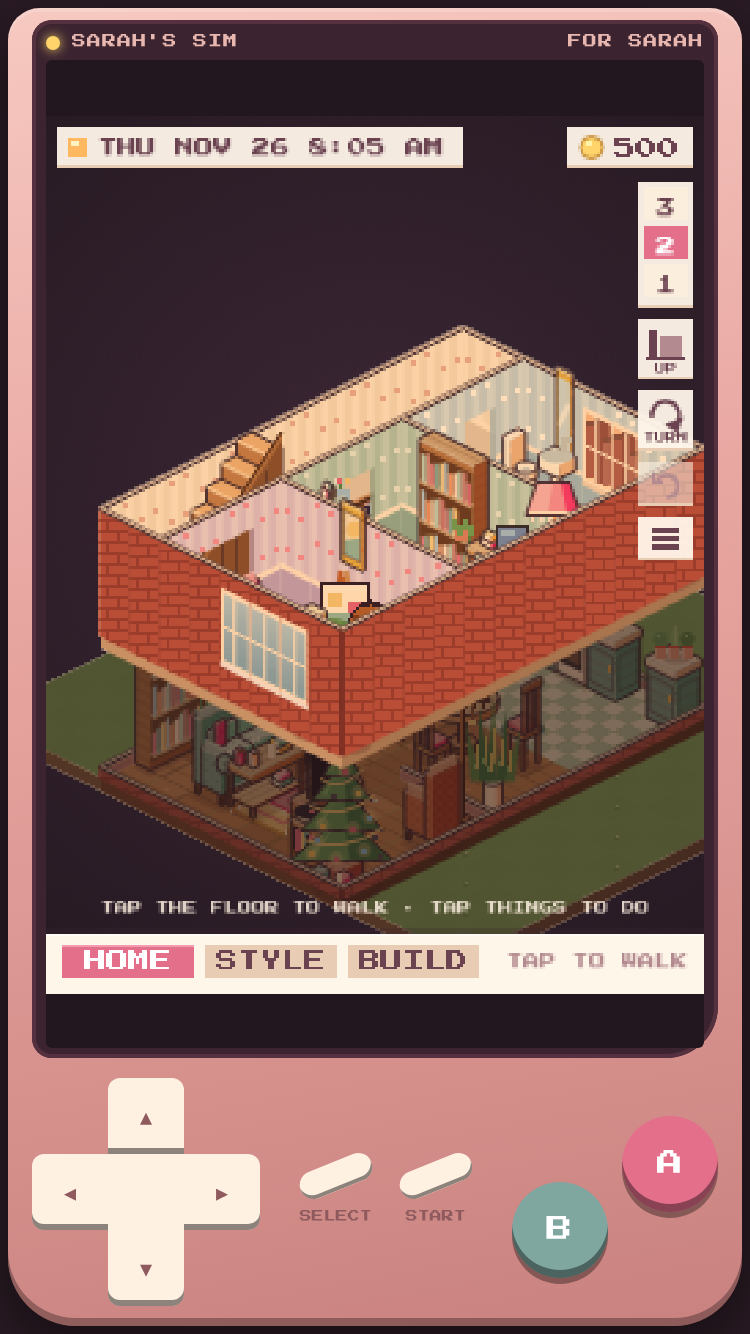 SARAH'S SIM
FOR SARAH
THU NOV 26 8:05 AM
500
3
2
1
UP
TURN
TAP THE FLOOR TO WALK · TAP THINGS TO DO
HOME
STYLE
BUILD
TAP TO WALK
SELECT
START
B
A